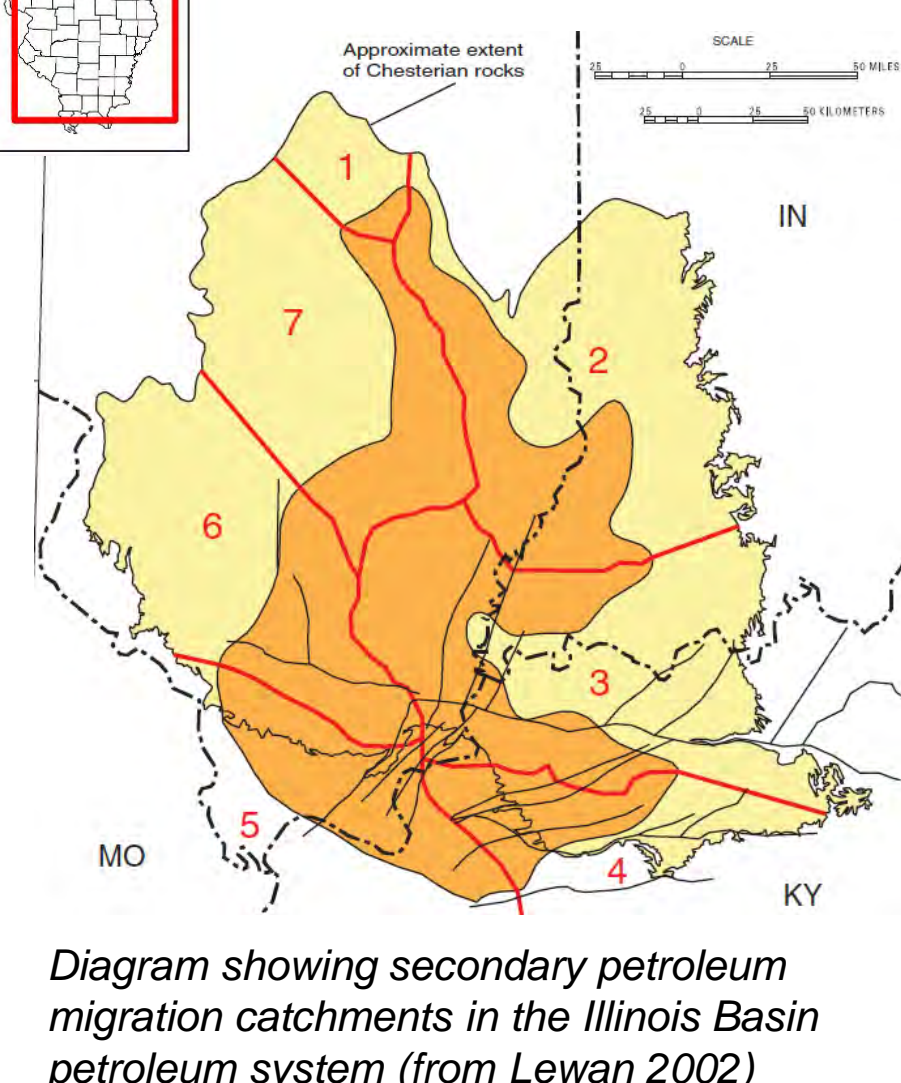 Approximate extent
of Chesterian rocks
SCALE
25 0 25 50 MILES
25 0 25 50 KILOMETERS
IN
1
7
2
6
3
5
4
MO
KY
Diagram showing secondary petroleum
migration catchments in the Illinois Basin
petroleum system (from Lewan 2002)